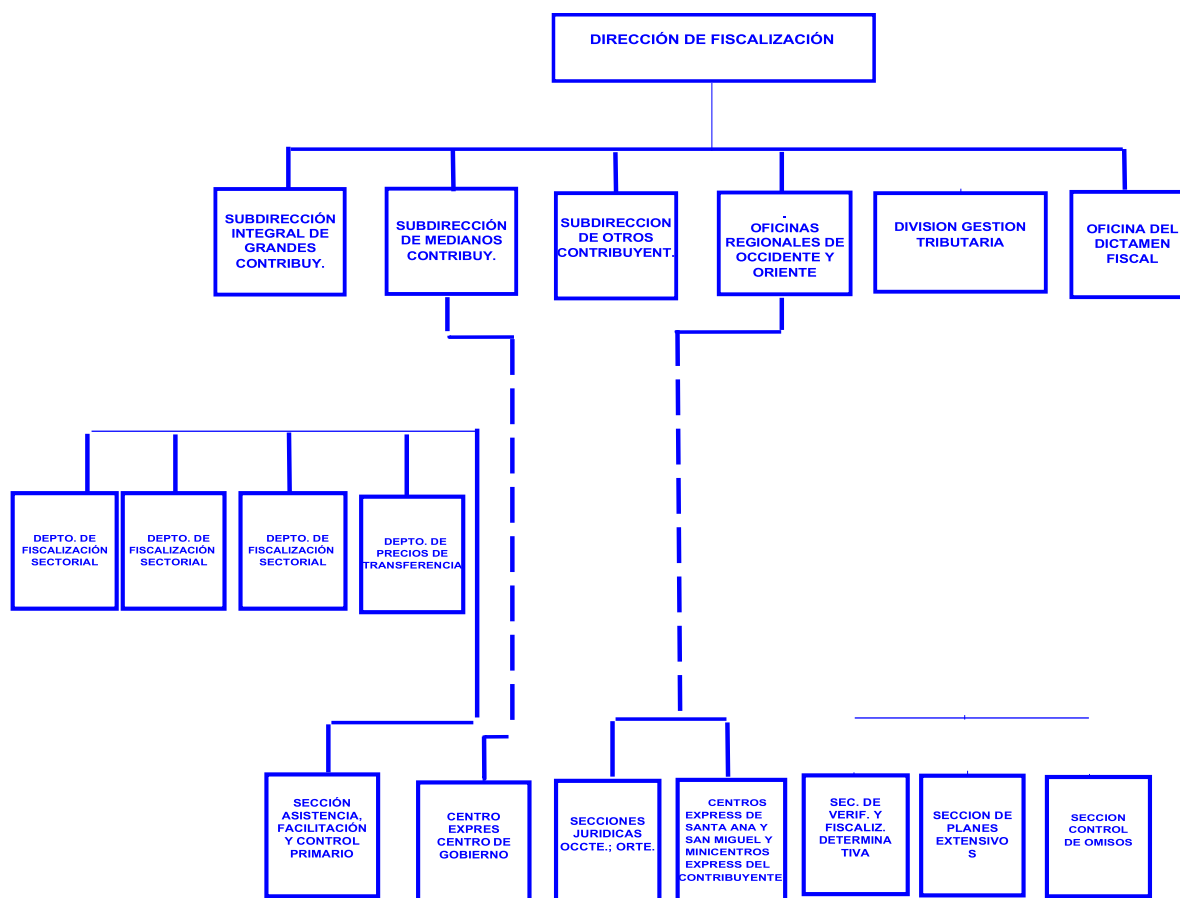 DIRECCIÓN DE FISCALIZACIÓN
SUBDIRECCIÓN
INTEGRAL DE
GRANDES
CONTRIBUY.
SUBDIRECCIÓN
DE MEDIANOS
CONTRIBUY.
SUBDIRECCION
DE OTROS
CONTRIBUYENT.
-
OFICINAS
REGIONALES DE
OCCIDENTE Y
ORIENTE
DIVISION GESTION
TRIBUTARIA
OFICINA DEL
DICTAMEN
FISCAL
DEPTO. DE
FISCALIZACIÓN
SECTORIAL
DEPTO. DE
FISCALIZACIÓN
SECTORIAL
DEPTO. DE
FISCALIZACIÓN
SECTORIAL
DEPTO. DE
PRECIOS DE
TRANSFERENCIA
SECCIÓN
ASISTENCIA,
FACILITACIÓN
Y CONTROL
PRIMARIO
CENTRO
EXPRES
CENTRO DE
GOBIERNO
SECCIONES
JURIDICAS
OCCTE.; ORTE.
CENTROS
EXPRESS DE
SANTA ANA Y
SAN MIGUEL Y
MINICENTROS
EXPRESS DEL
CONTRIBUYENTE
SEC. DE
VERIF. Y
FISCALIZ.
DETERMINA
TIVA
SECCION DE
PLANES
EXTENSIVO
S
SECCION
CONTROL
DE OMISOS